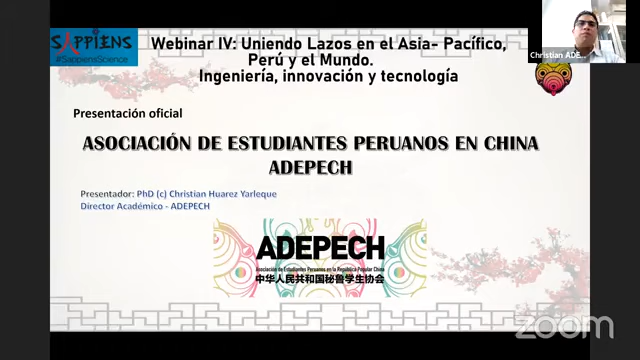 SAPPIENS
#SappiensScience
Webinar IV: Uniendo Lazos en el Asia- Pacífico,
Perú y el Mundo.
Ingeniería, innovación y tecnología
Christian ADE...
Presentación oficial
ASOCIACIÓN DE ESTUDIANTES PERUANOS EN CHINA
ADEPECH
Presentador: PhD (c) Christian Huarez Yarleque
Director Académico - ADEPECH
ADEPECH
Asociación de Estudiantes Peruanos en la República Popular China
中华人民共和国秘鲁学生协会
zoom